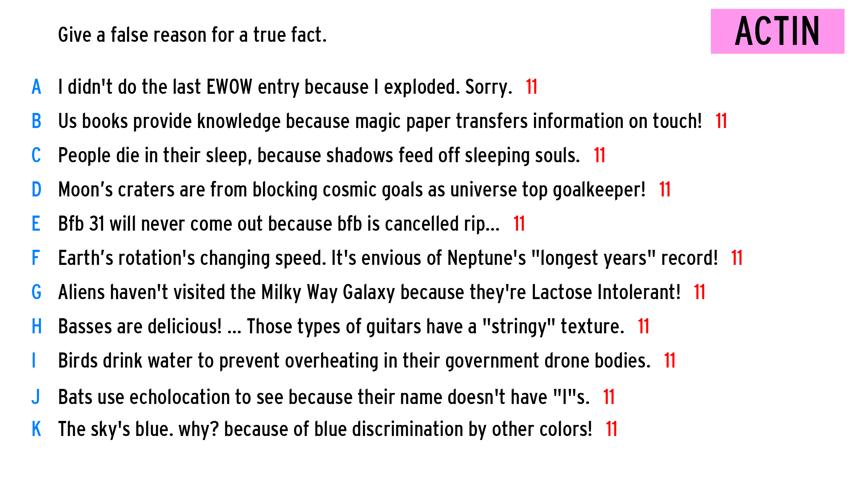 Give a false reason for a true fact.
ACTIN
A I didn't do the last EWOW entry because I exploded. Sorry. 11
B Us books provide knowledge because magic paper transfers information on touch! 11
C People die in their sleep, because shadows feed off sleeping souls. 11
D Moon’s craters are from blocking cosmic goals as universe top goalkeeper! 11
E Bfb 31 will never come out because bfb is cancelled rip... 11
F Earth’s rotation's changing speed. It's envious of Neptune's "longest years" record! 11
G Aliens haven't visited the Milky Way Galaxy because they're Lactose Intolerant! 11
H Basses are delicious! ... Those types of guitars have a "stringy" texture. 11
I Birds drink water to prevent overheating in their government drone bodies. 11
J Bats use echolocation to see because their name doesn't have "I"s. 11
K The sky's blue. why? because of blue discrimination by other colors! 11